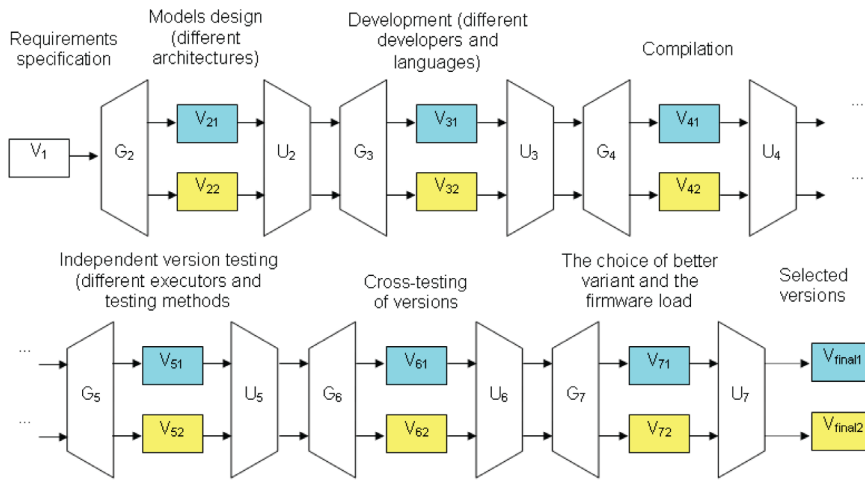 Requirements
specification
Models design
(different
architectures)
Development (different
developers and
languages)
Compilation
V1
G2
V21
V22
U2
G3
V31
V32
U3
G4
V41
V42
U4
...
...
Independent version testing
(different executors and
testing methods
Cross-testing
of versions
The choice of better
variant and the
firmware load
Selected
versions
...
...
G5
V51
V52
U5
G6
V61
V62
U6
G7
V71
V72
U7
Vfinal1
Vfinal2